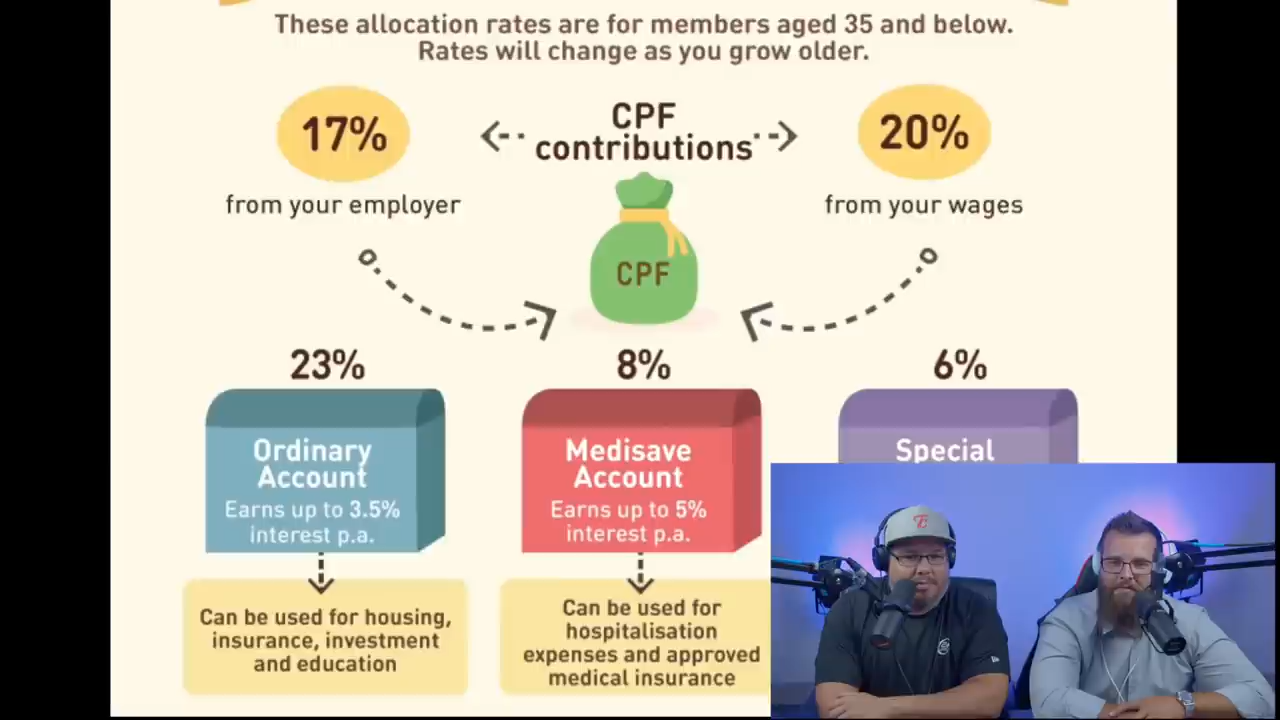 These allocation rates are for members aged 35 and below.
Rates will change as you grow older.
17%
CPF
contributions
20%
from your employer
from your wages
CPF
23%
8%
6%
Ordinary
Account
Earns up to 3.5%
interest p.a.
Medisave
Account
Earns up to 5%
interest p.a.
Special
Can be used for housing,
insurance, investment
and education
Can be used for
hospitalisation
expenses and approved
medical insurance